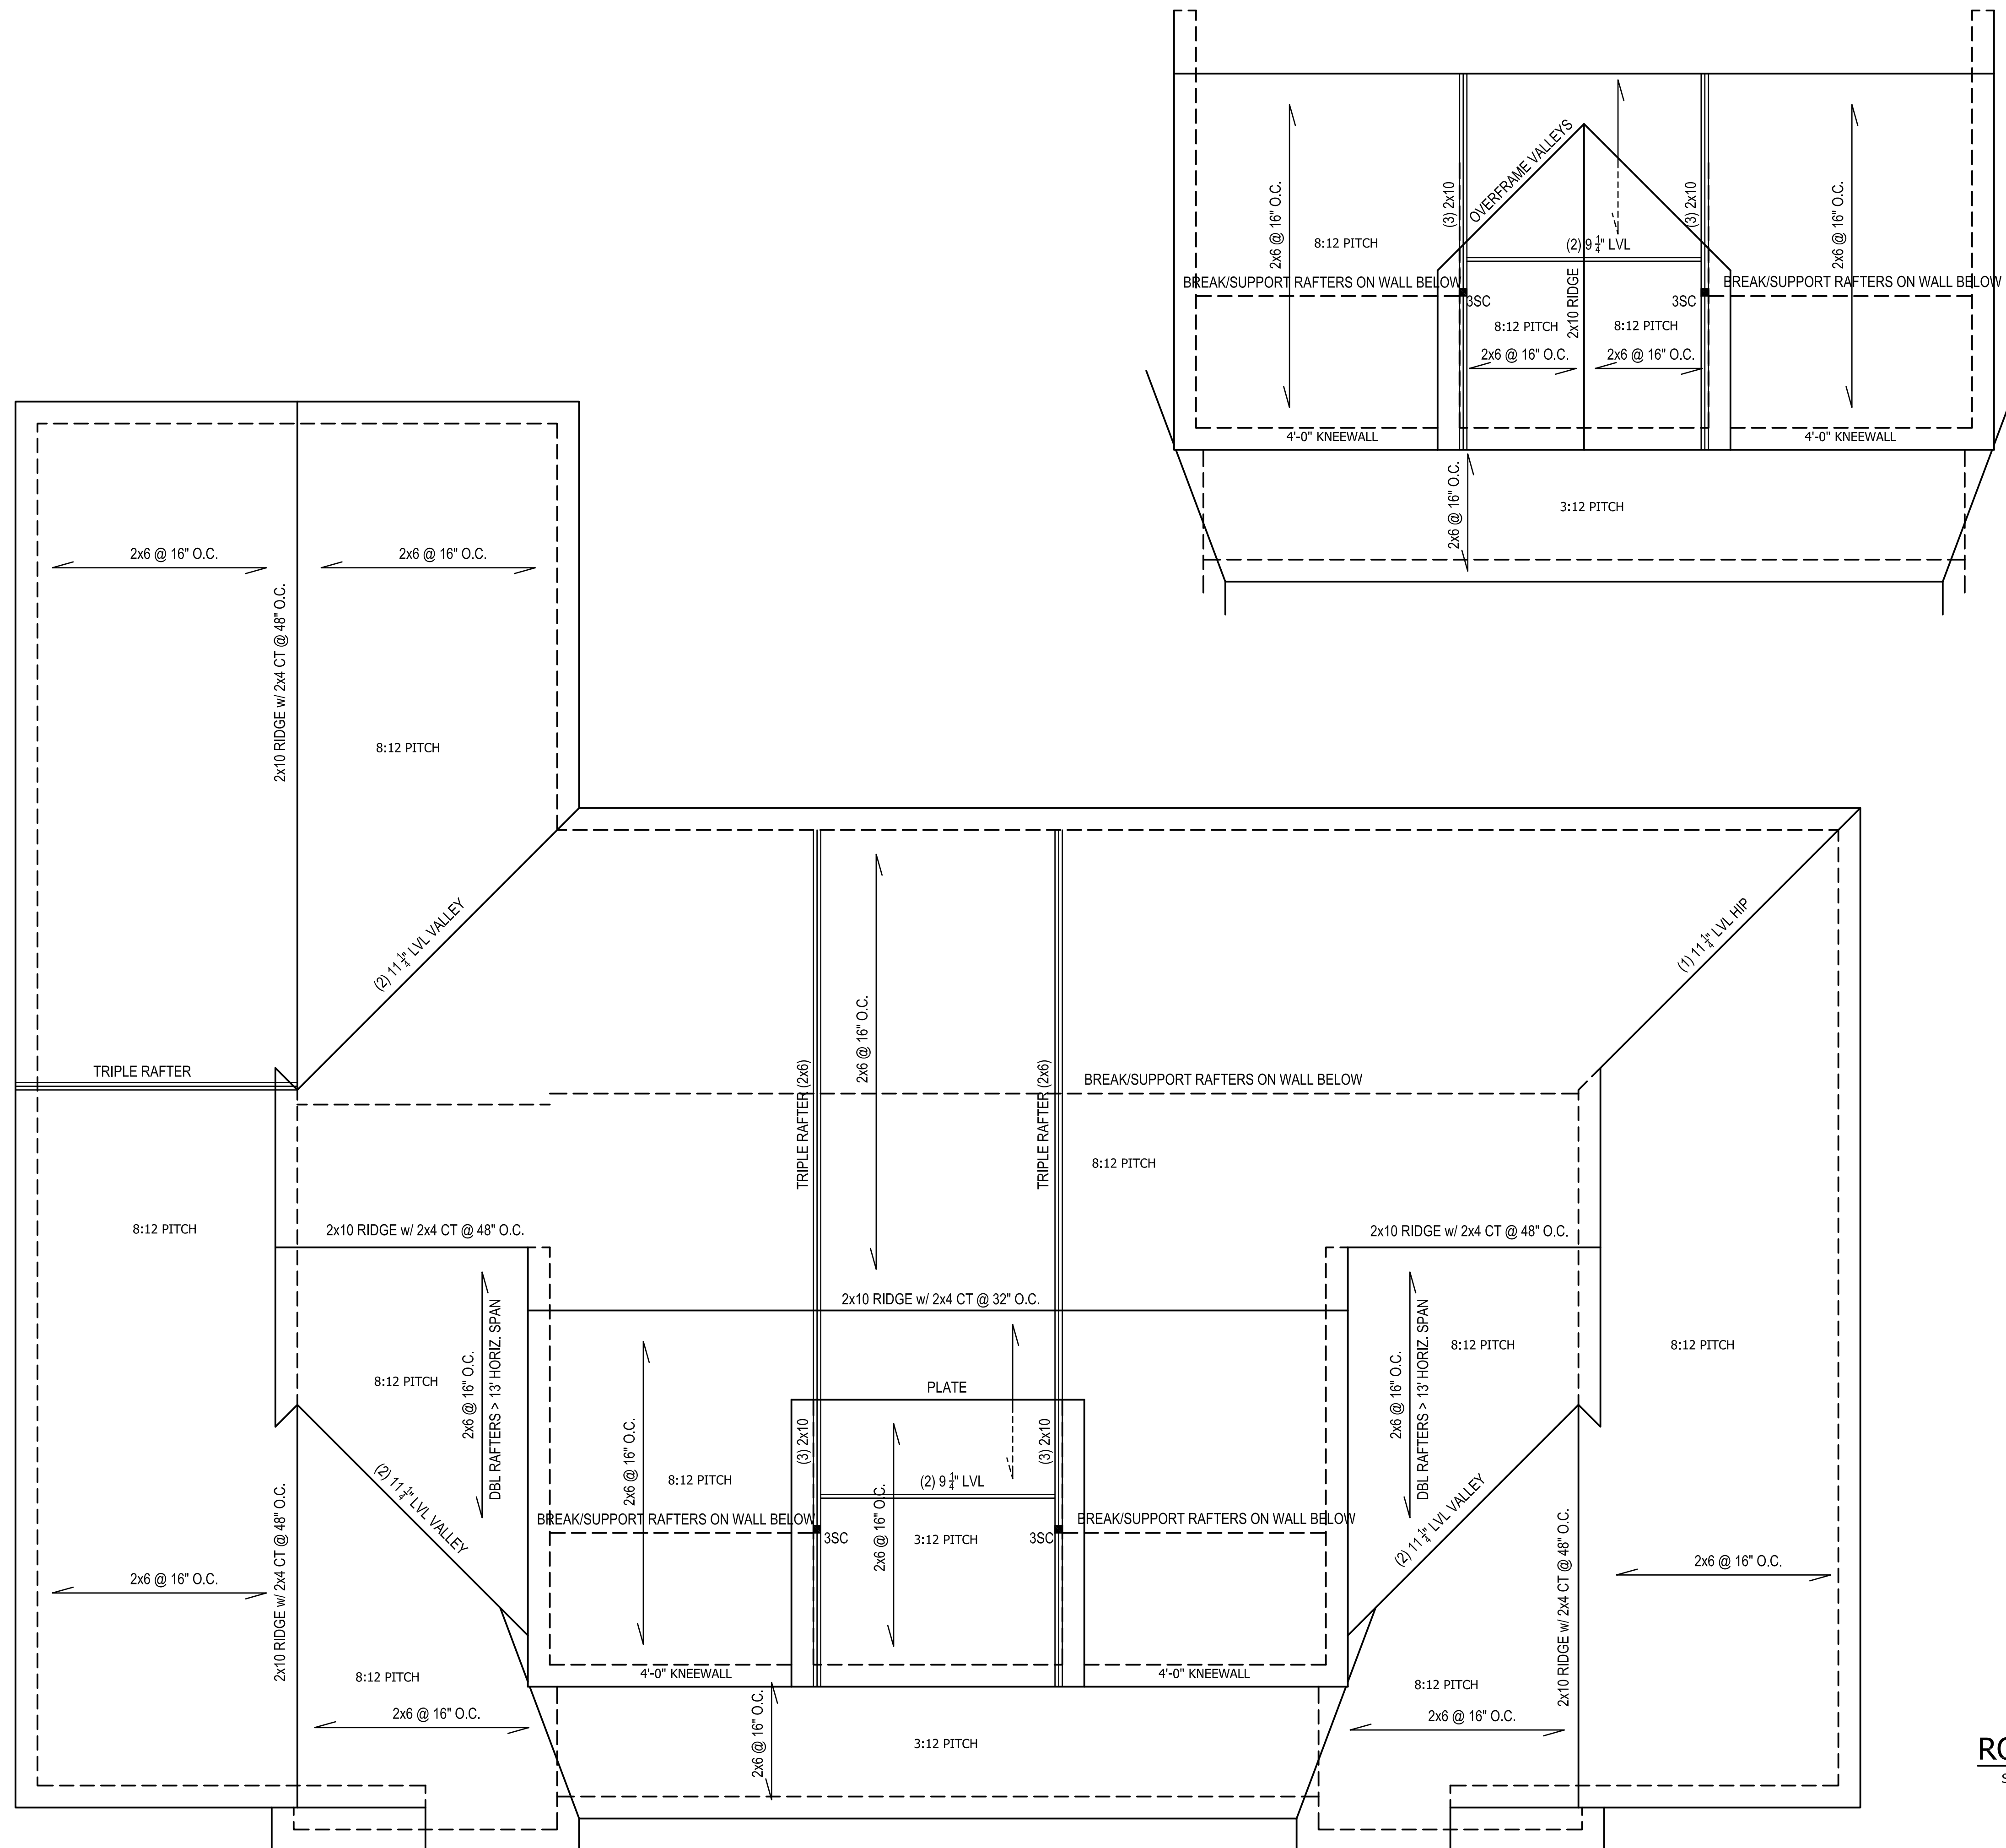 OVERFRAME VALLEYS
2x6 @ 16" O.C.
8:12 PITCH
(3) 2x10
(2) 9 1/4" LVL
(3) 2x10
2x6 @ 16" O.C.
BREAK/SUPPORT RAFTERS ON WALL BELOW
BREAK/SUPPORT RAFTERS ON WALL BELOW
3SC
2x10 RIDGE
3SC
8:12 PITCH
8:12 PITCH
2x6 @ 16" O.C.
2x6 @ 16" O.C.
4'-0" KNEEWALL
4'-0" KNEEWALL
2x6 @ 16" O.C.
3:12 PITCH
2x6 @ 16" O.C.
2x6 @ 16" O.C.
2x10 RIDGE w/ 2x4 CT @ 48" O.C.
8:12 PITCH
(2) 11 1/4" LVL VALLEY
(1) 11 1/4" LVL HIP
TRIPLE RAFTER
2x6 @ 16" O.C.
TRIPLE RAFTER (2x6)
TRIPLE RAFTER (2x6)
BREAK/SUPPORT RAFTERS ON WALL BELOW
8:12 PITCH
8:12 PITCH
2x10 RIDGE w/ 2x4 CT @ 48" O.C.
2x10 RIDGE w/ 2x4 CT @ 48" O.C.
2x10 RIDGE w/ 2x4 CT @ 32" O.C.
8:12 PITCH
2x6 @ 16" O.C.
DBL RAFTERS > 13' HORIZ. SPAN
PLATE
2x6 @ 16" O.C.
DBL RAFTERS > 13' HORIZ. SPAN
8:12 PITCH
8:12 PITCH
2x6 @ 16" O.C.
8:12 PITCH
(3) 2x10
(2) 9 1/4" LVL
(3) 2x10
(2) 11 1/4" LVL VALLEY
(2) 11 1/4" LVL VALLEY
BREAK/SUPPORT RAFTERS ON WALL BELOW
BREAK/SUPPORT RAFTERS ON WALL BELOW
3SC
2x6 @ 16" O.C.
3:12 PITCH
3SC
2x6 @ 16" O.C.
2x10 RIDGE w/ 2x4 CT @ 48" O.C.
2x10 RIDGE w/ 2x4 CT @ 48" O.C.
2x6 @ 16" O.C.
8:12 PITCH
4'-0" KNEEWALL
4'-0" KNEEWALL
8:12 PITCH
2x6 @ 16" O.C.
2x6 @ 16" O.C.
3:12 PITCH
2x6 @ 16" O.C.